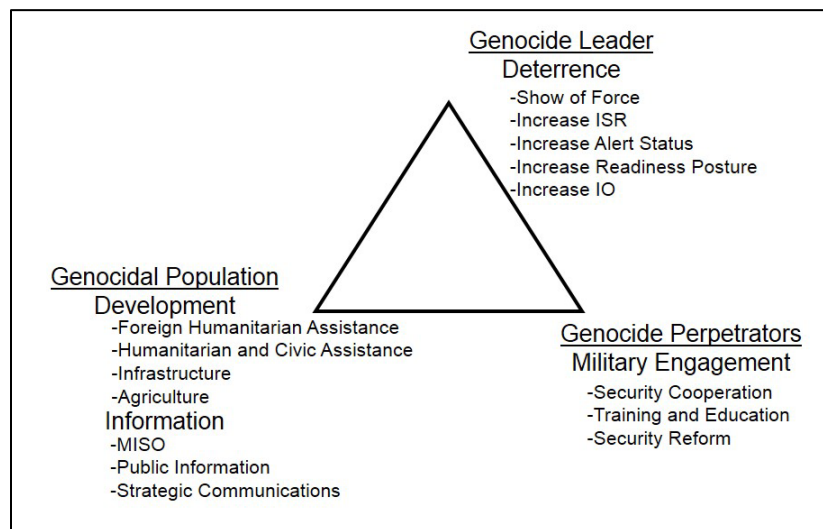 Genocide Leader
Deterrence
-Show of Force
-Increase ISR
-Increase Alert Status
-Increase Readiness Posture
-Increase IO
Genocidal Population
Development
-Foreign Humanitarian Assistance
-Humanitarian and Civic Assistance
-Infrastructure
-Agriculture
Information
-MISO
-Public Information
-Strategic Communications
Genocide Perpetrators
Military Engagement
-Security Cooperation
-Training and Education
-Security Reform